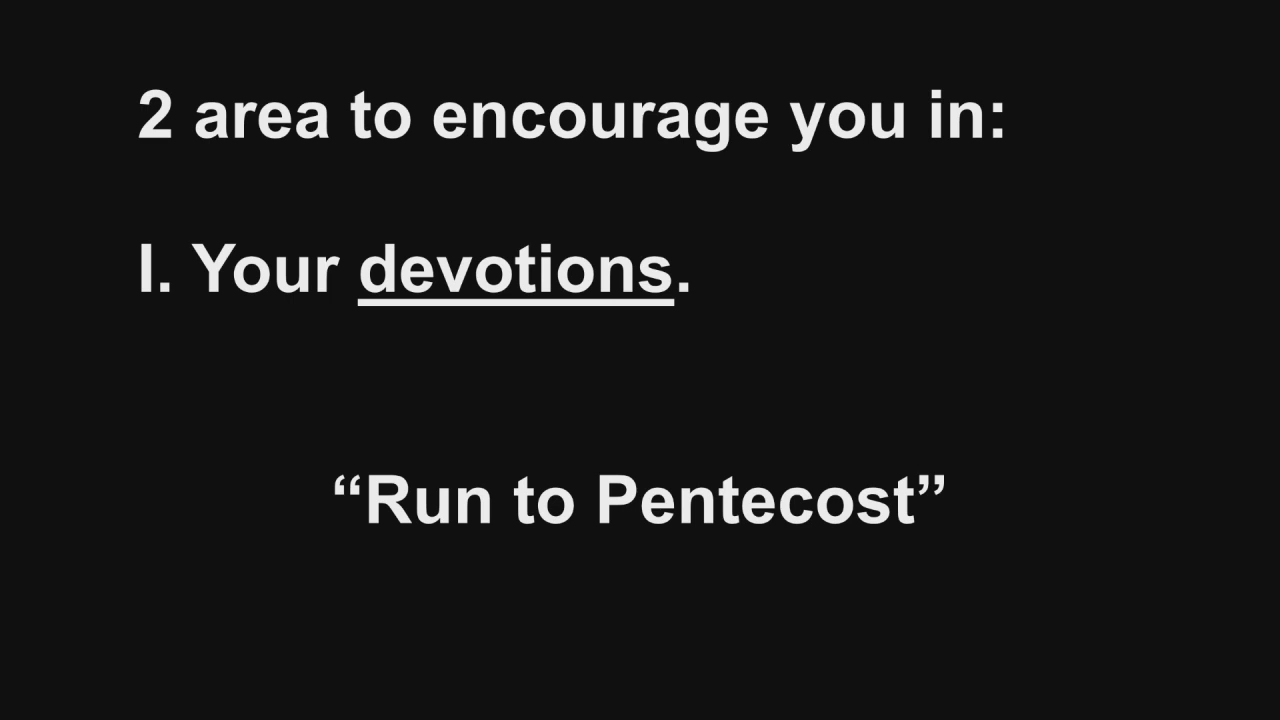 2 area to encourage you in:
I. Your devotions.
“Run to Pentecost”